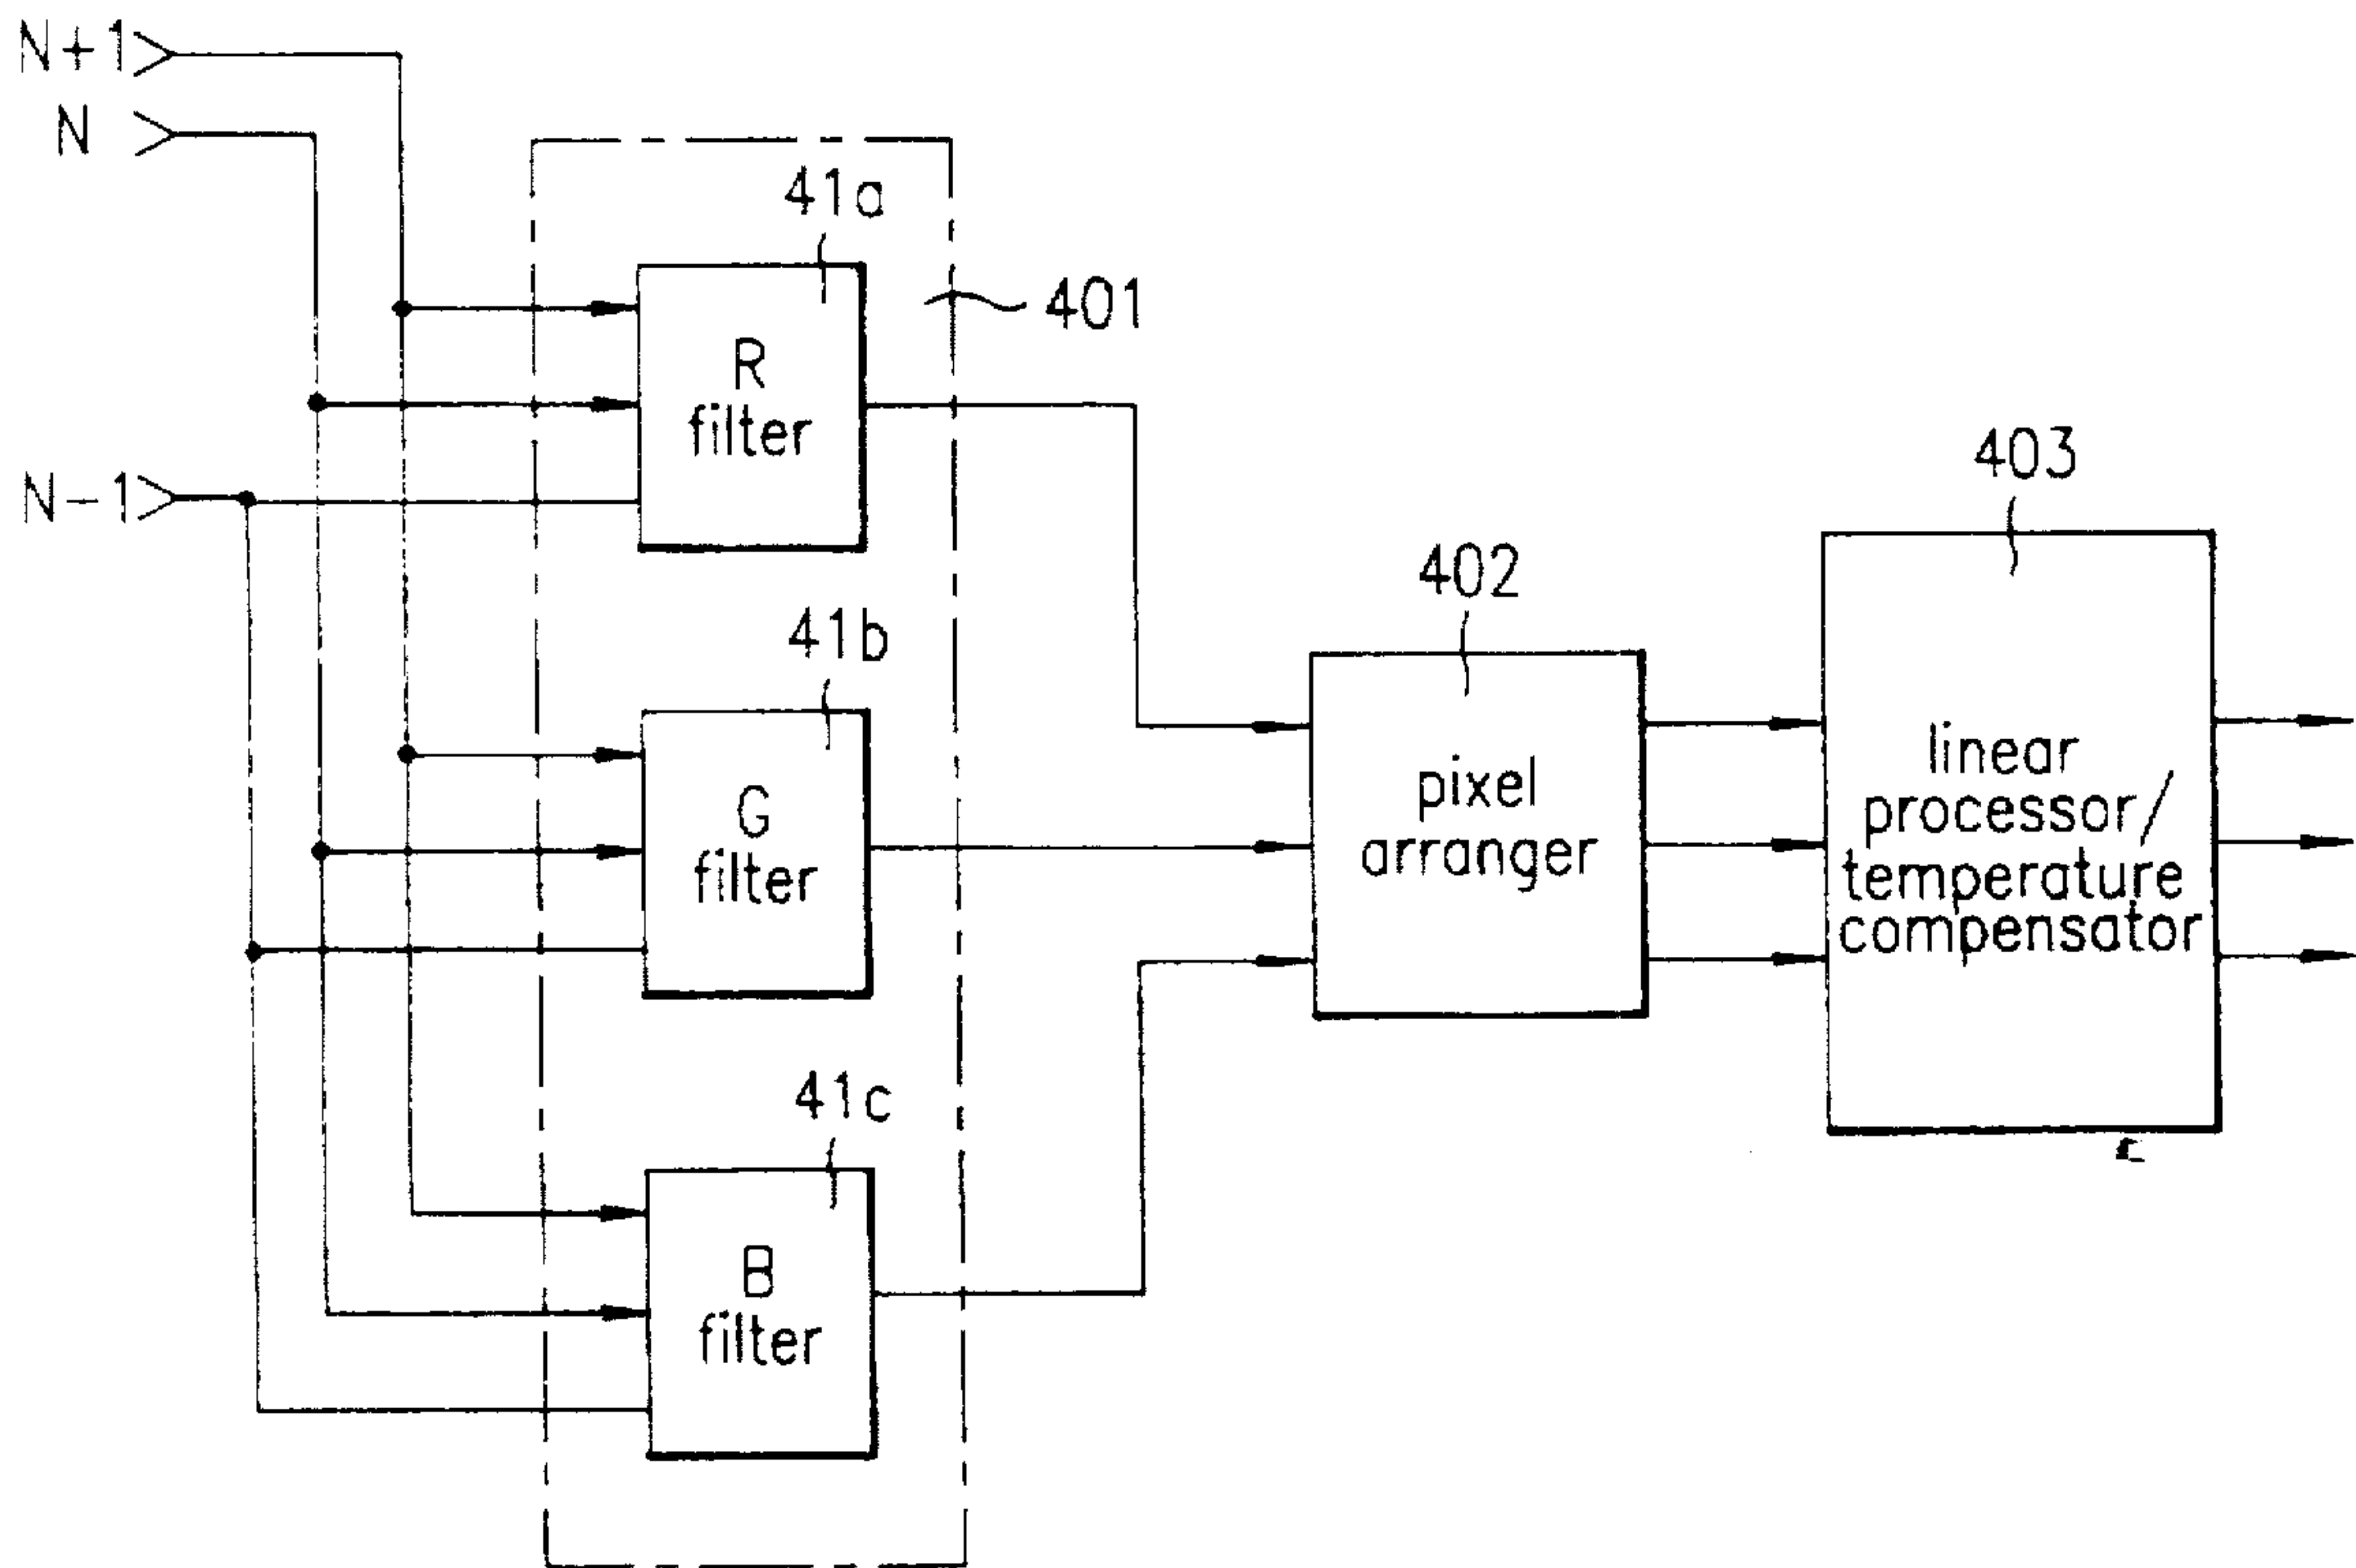 N+1
N
N-1
41a
401
R
filter
41b
G
filter
41c
B
filter
402
pixel
arranger
403
linear
processor/
temperature
compensator